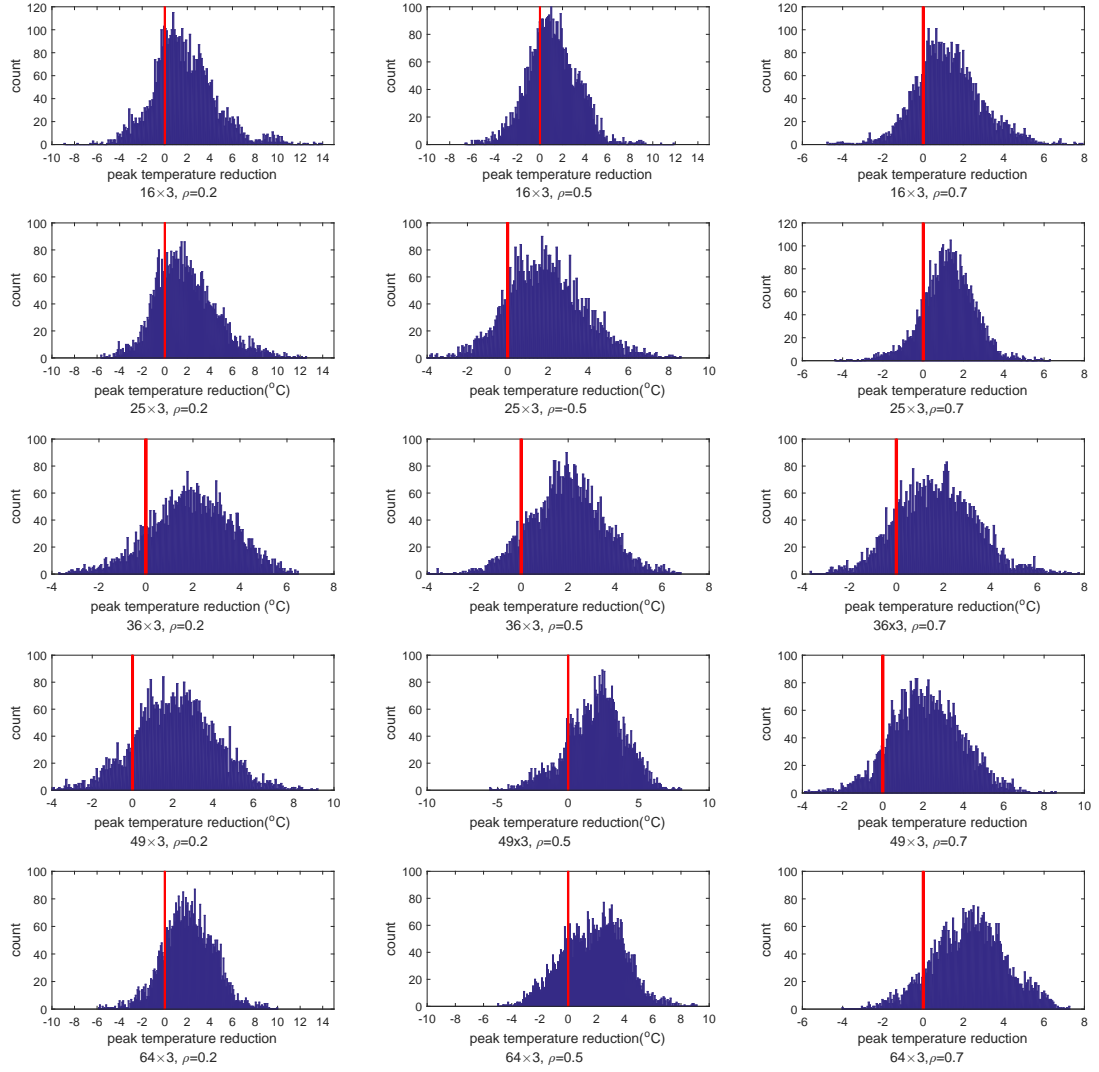 120
100
80
60
40
20
0
count
-10 -8 -6 -4 -2 0 2 4 6 8 10 12 14
peak temperature reduction
16×3, ρ=0.2
100
80
60
40
20
0
count
-10 -8 -6 -4 -2 0 2 4 6 8 10 12 14
peak temperature reduction
16×3, ρ=0.5
120
100
80
60
40
20
0
count
-6 -4 -2 0 2 4 6 8
peak temperature reduction
16×3, ρ=0.7
100
80
60
40
20
0
count
-10 -8 -6 -4 -2 0 2 4 6 8 10 12 14
peak temperature reduction(°C)
25×3, ρ=0.2
100
80
60
40
20
0
count
-4 -2 0 2 4 6 8 10
peak temperature reduction(°C)
25×3, ρ=-0.5
120
100
80
60
40
20
0
count
-6 -4 -2 0 2 4 6 8
peak temperature reduction
25×3,ρ=0.7
100
80
60
40
20
0
count
-4 -2 0 2 4 6 8
peak temperature reduction (°C)
36×3, ρ=0.2
100
80
60
40
20
0
count
-4 -2 0 2 4 6 8
peak temperature reduction(°C)
36×3, ρ=0.5
100
80
60
40
20
0
count
-4 -2 0 2 4 6 8
peak temperature reduction(°C)
36x3, ρ=0.7
100
80
60
40
20
0
count
-4 -2 0 2 4 6 8 10
peak temperature reduction(°C)
49×3, ρ=0.2
100
80
60
40
20
0
count
-10 -5 0 5 10
peak temperature reduction(°C)
49x3, ρ=0.5
100
80
60
40
20
0
count
-4 -2 0 2 4 6 8 10
peak temperature reduction
49×3, ρ=0.7
100
80
60
40
20
0
count
-10 -8 -6 -4 -2 0 2 4 6 8 10 12 14
peak temperature reduction
64×3, ρ=0.2
100
80
60
40
20
0
count
-10 -8 -6 -4 -2 0 2 4 6 8 10
peak temperature reduction(°C)
64×3, ρ=0.5
100
80
60
40
20
0
count
-6 -4 -2 0 2 4 6 8
peak temperature reduction
64×3, ρ=0.7